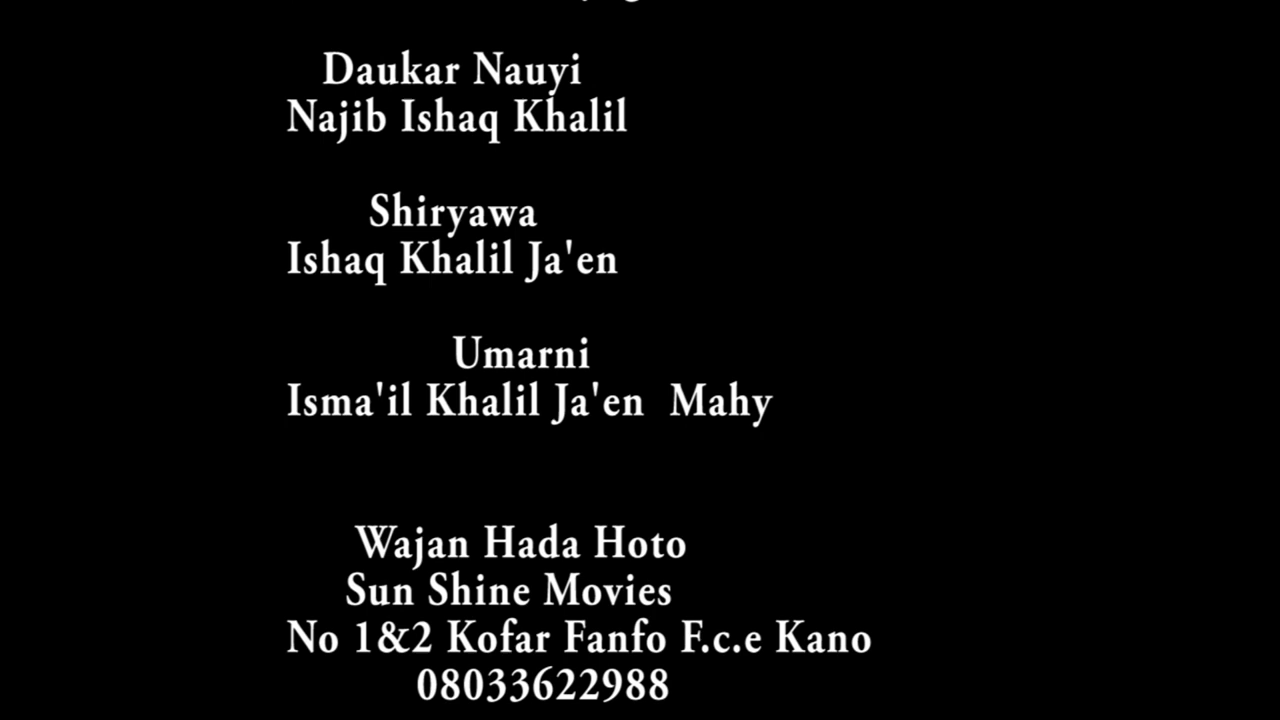 Daukar Nauyi
Najib Ishaq Khalil
Shiryawa
Ishaq Khalil Ja'en
Umarni
Isma'il Khalil Ja'en Mahy
Wajan Hada Hoto
Sun Shine Movies
No 1&2 Kofar Fanfo F.c.e Kano
08033622988